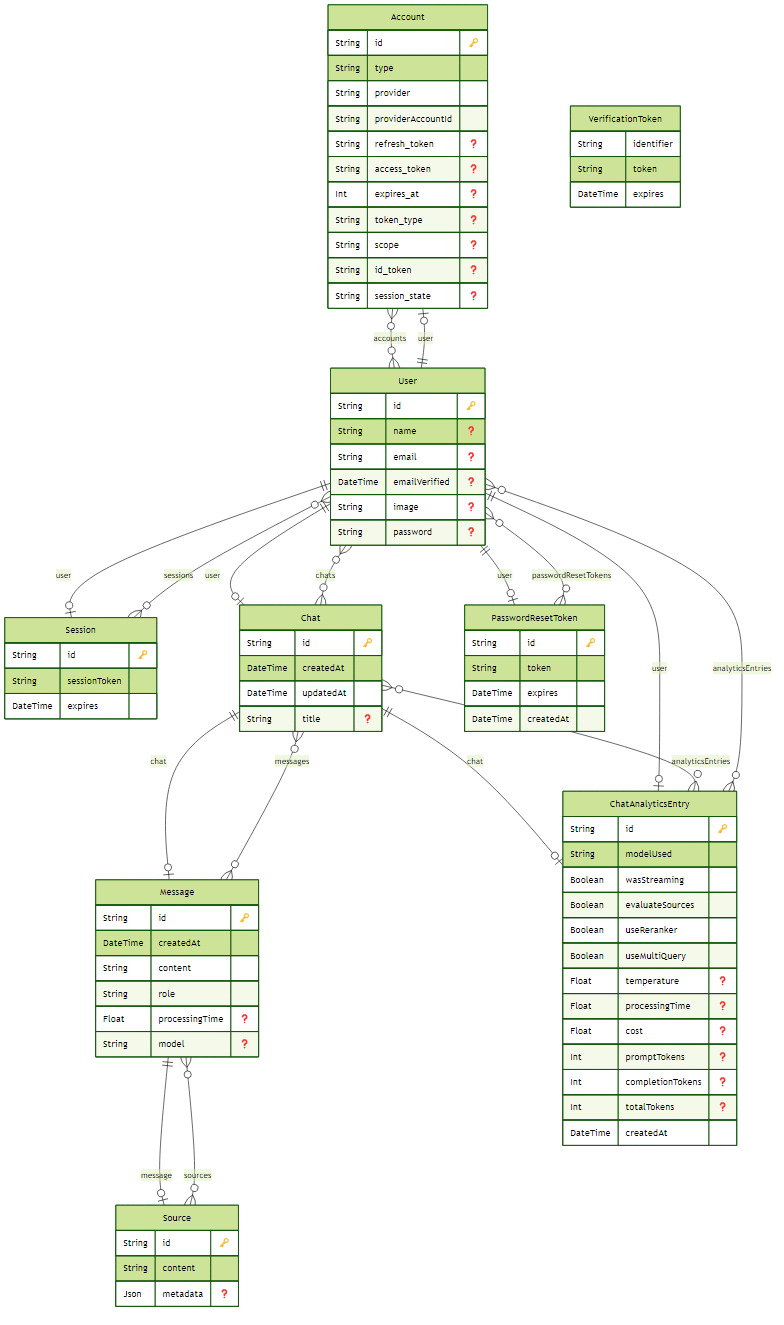 Account
String id
String type
String provider
String providerAccountId
String refresh_token ?
String access_token ?
Int expires_at ?
String token_type ?
String scope ?
String id_token ?
String session_state ?
VerificationToken
String identifier
String token
DateTime expires
accounts user
User
String id
String name ?
String email ?
DateTime emailVerified ?
String image ?
String password ?
user sessions user chats user passwordResetTokens
Session
String id
String sessionToken
DateTime expires
Chat
String id
DateTime createdAt
DateTime updatedAt
String title ?
PasswordResetToken
String id
String token
DateTime expires
DateTime createdAt
user analyticsEntries
chat messages chat analyticsEntries
ChatAnalyticsEntry
String id
String modelUsed
Boolean wasStreaming
Boolean evaluateSources
Boolean useReranker
Boolean useMultiQuery
Float temperature ?
Float processingTime ?
Float cost ?
Int promptTokens ?
Int completionTokens ?
Int totalTokens ?
DateTime createdAt
Message
String id
DateTime createdAt
String content
String role
Float processingTime ?
String model ?
message sources
Source
String id
String content
Json metadata ?